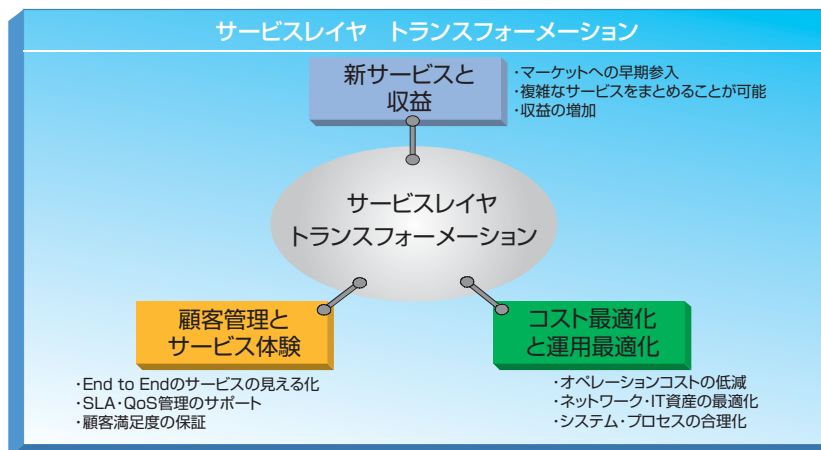 サービスレイヤ　トランスフォーメーション
新サービスと
収益
・マーケットへの早期参入
・複雑なサービスをまとめることが可能
・収益の増加
サービスレイヤ
トランスフォーメーション
顧客管理と
サービス体験
・End to Endのサービスの見える化
・SLA・QoS管理のサポート
・顧客満足度の保証
コスト最適化
と運用最適化
・オペレーションコストの低減
・ネットワーク・IT資産の最適化
・システム・プロセスの合理化